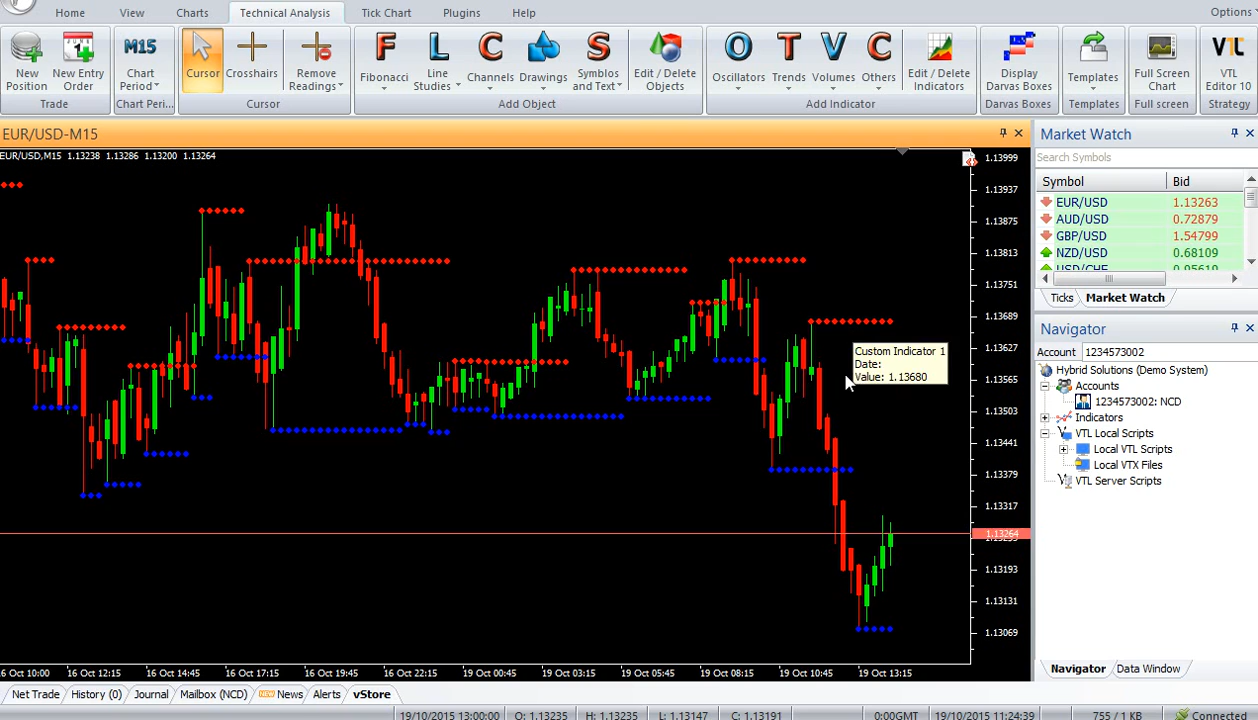 Home View Charts Technical Analysis Tick Chart Plugins Help Options
M15 F L C S O T V C VTL
New Position
New Entry Order
Chart Period
Cursor
Crosshairs
Remove Readings
Fibonacci
Line Studies
Channels
Drawings
Symblos and Text
Edit / Delete Objects
Oscillators
Trends
Volumes
Others
Edit / Delete Indicators
Display Darvas Boxes
Templates
Full Screen Chart
VTL Editor 10
Trade
Chart Peri...
Cursor
Add Object
Add Indicator
Darvas Boxes
Templates
Full screen
Strategy
EUR/USD-M15
EUR/USD,M15 1.13238 1.13286 1.13200 1.13264
1.13999
1.13937
1.13875
1.13813
1.13751
1.13689
1.13627
1.13565
1.13503
1.13441
1.13379
1.13317
1.13264
1.13193
1.13131
1.13069
Custom Indicator 1
Date:
Value: 1.13680
16 Oct 10:00 16 Oct 12:15 16 Oct 14:45 16 Oct 17:15 16 Oct 19:45 16 Oct 22:15 19 Oct 00:45 19 Oct 03:15 19 Oct 05:45 19 Oct 08:15 19 Oct 10:45 19 Oct 13:15
Market Watch
Search Symbols
Symbol Bid
EUR/USD 1.13263
AUD/USD 0.72879
GBP/USD 1.54799
NZD/USD 0.68109
USD/CHF 0.95619
Ticks Market Watch
Navigator
Account 1234573002
Hybrid Solutions (Demo System)
Accounts
1234573002: NCD
Indicators
VTL Local Scripts
Local VTL Scripts
Local VTX Files
VTL Server Scripts
Navigator Data Window
Net Trade History (0) Journal Mailbox (NCD) NEW News Alerts vStore
19/10/2015 13:00:00 O: 1.13235 H: 1.13235 L: 1.13147 C: 1.13191 0:00GMT 19/10/2015 11:24:39 755 / 1 KB Connected